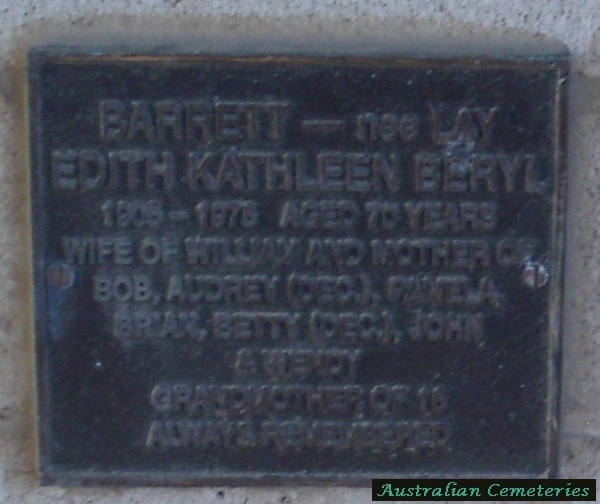 BARRETT — nee LAY
EDITH KATHLEEN BERYL
AGED 70 YEARS
WIFE OF WILLIAM AND MOTHER OF
BOB, AUDREY (DEC.), PAMELA,
BRIAN, BETTY (DEC.), JOHN
& WENDY
GRANDMOTHER OF
ALWAYS REMEMBERED
Australian Cemeteries